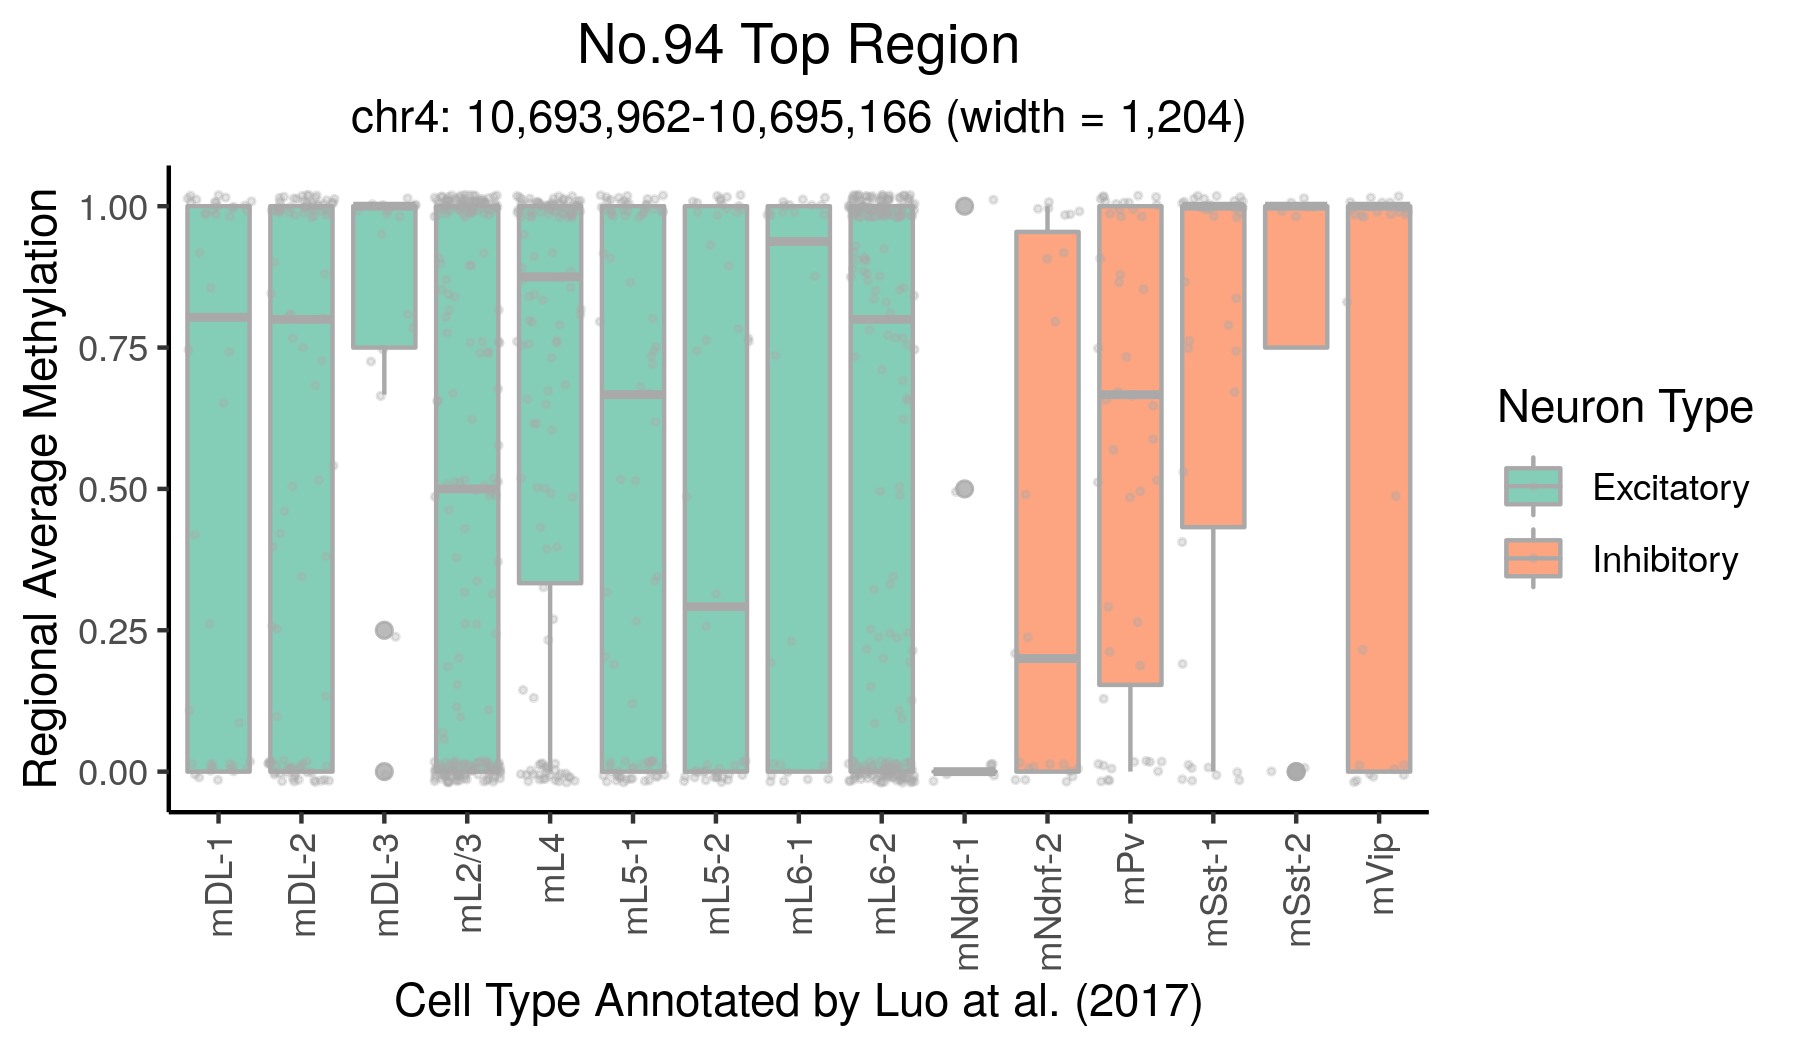 No.94 Top Region
chr4: 10,693,962-10,695,166 (width = 1,204)
Regional Average Methylation
1.00
0.75
0.50
0.25
0.00
mDL-1
mDL-2
mDL-3
mL2/3
mL4
mL5-1
mL5-2
mL6-1
mL6-2
mNdnf-1
mNdnf-2
mPv
mSst-1
mSst-2
mVip
Cell Type Annotated by Luo at al. (2017)
Neuron Type
Excitatory
Inhibitory